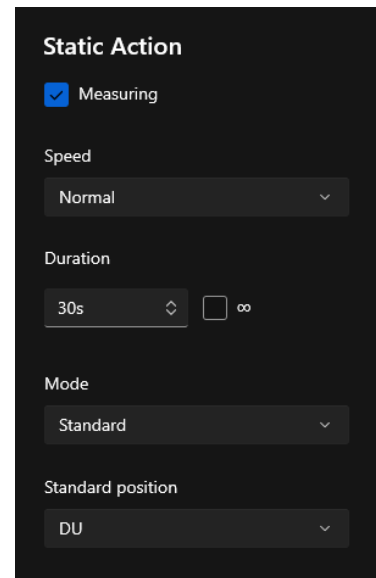 Static Action
Measuring
Speed
Normal
Duration
30s ∞
Mode
Standard
Standard position
DU